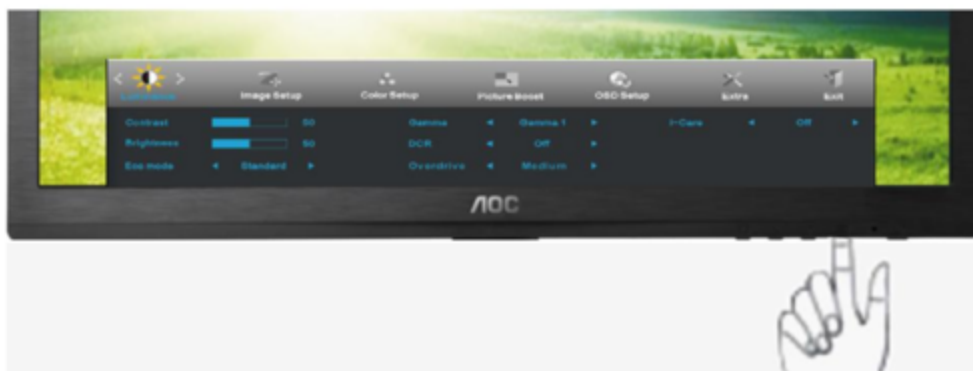 Luminance Image Setup Color Setup Picture Boost OSD Setup Extra Exit
Contrast 50 Gamma Gamma 1 i-Care Off
Brightness 50 DCR Off
Eco mode Standard Overdrive Medium
AOC